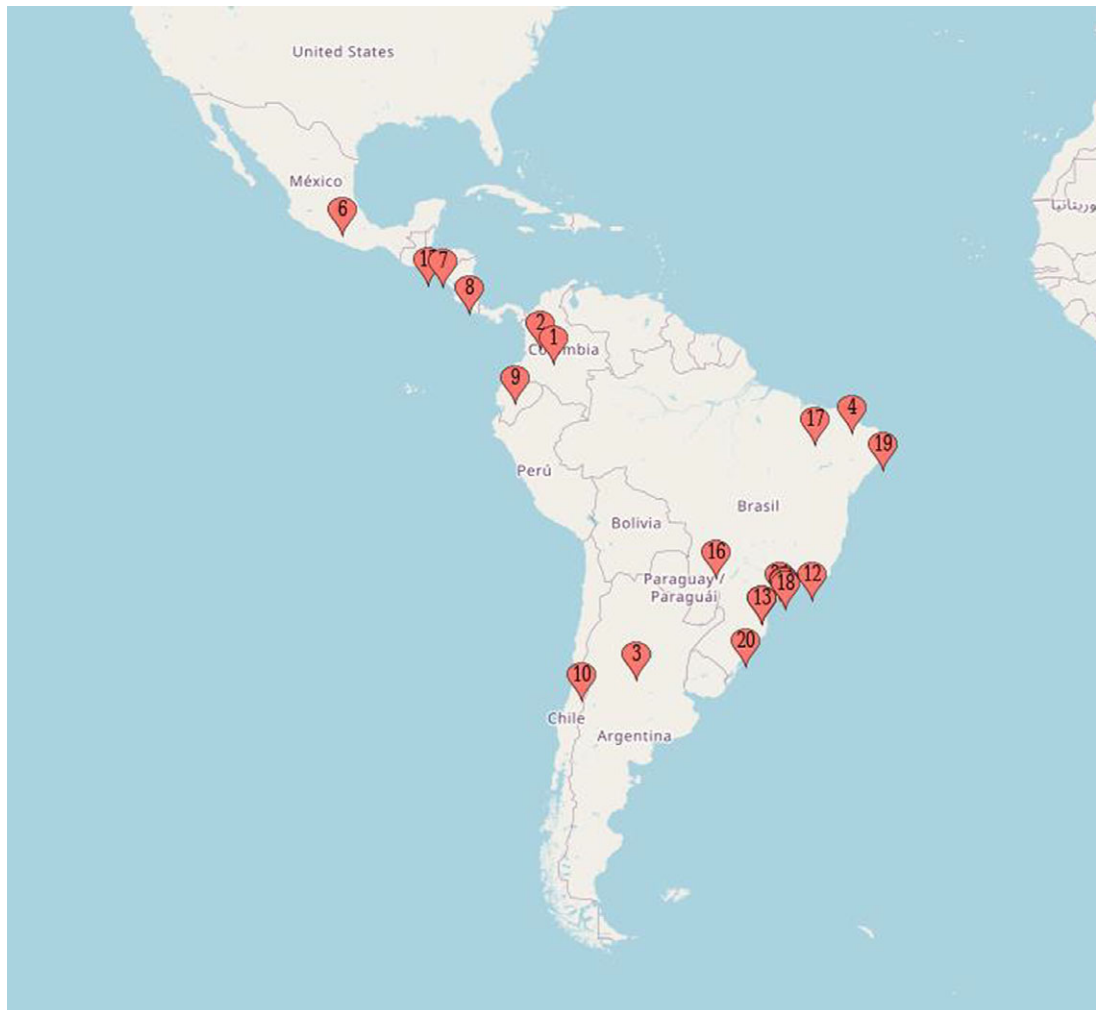 United States
México
6
7
8
2
1
Colombia
9
4
17
19
Perú
Brasil
Bolivia
16
12
18
Paraguay /
Paraguái
13
20
3
10
Chile
Argentina